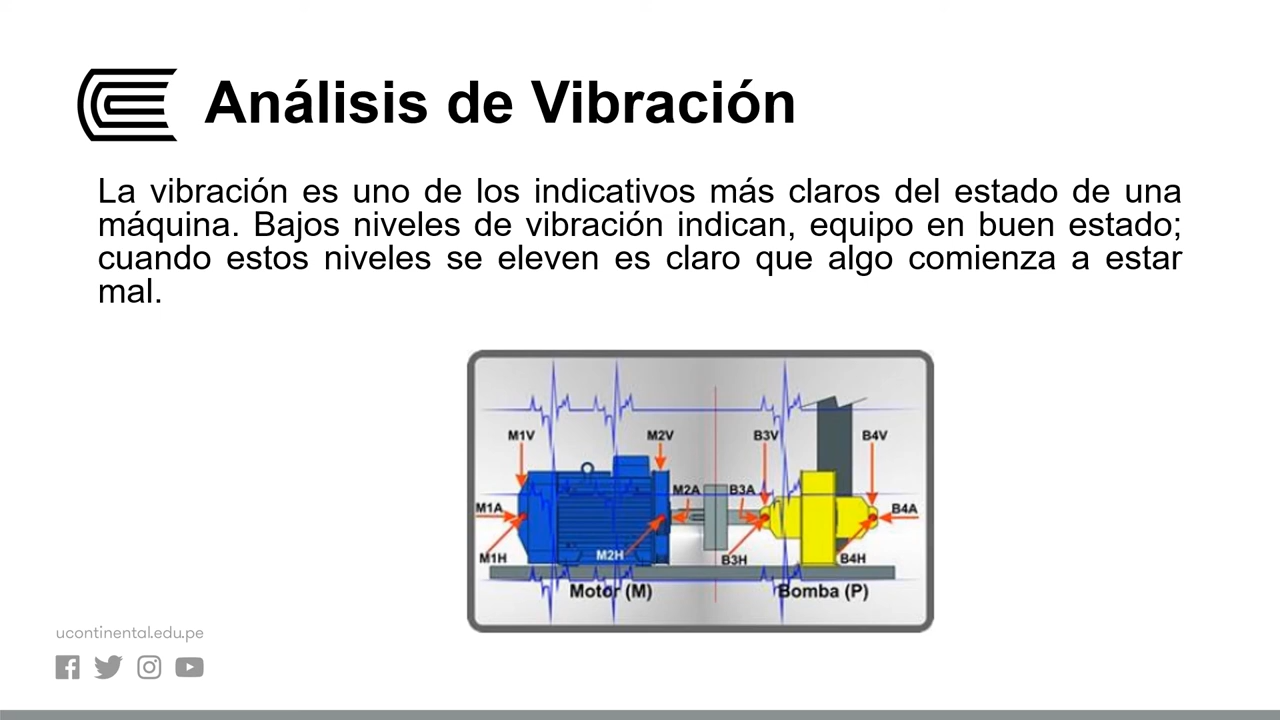 Análisis de Vibración
La vibración es uno de los indicativos más claros del estado de una
máquina. Bajos niveles de vibración indican, equipo en buen estado;
cuando estos niveles se eleven es claro que algo comienza a estar
mal.
M1V
M2V
B3V
B4V
M2A
B3A
M1A
B4A
M1H
M2H
B3H
B4H
Motor (M)
Bomba (P)
ucontinental.edu.pe